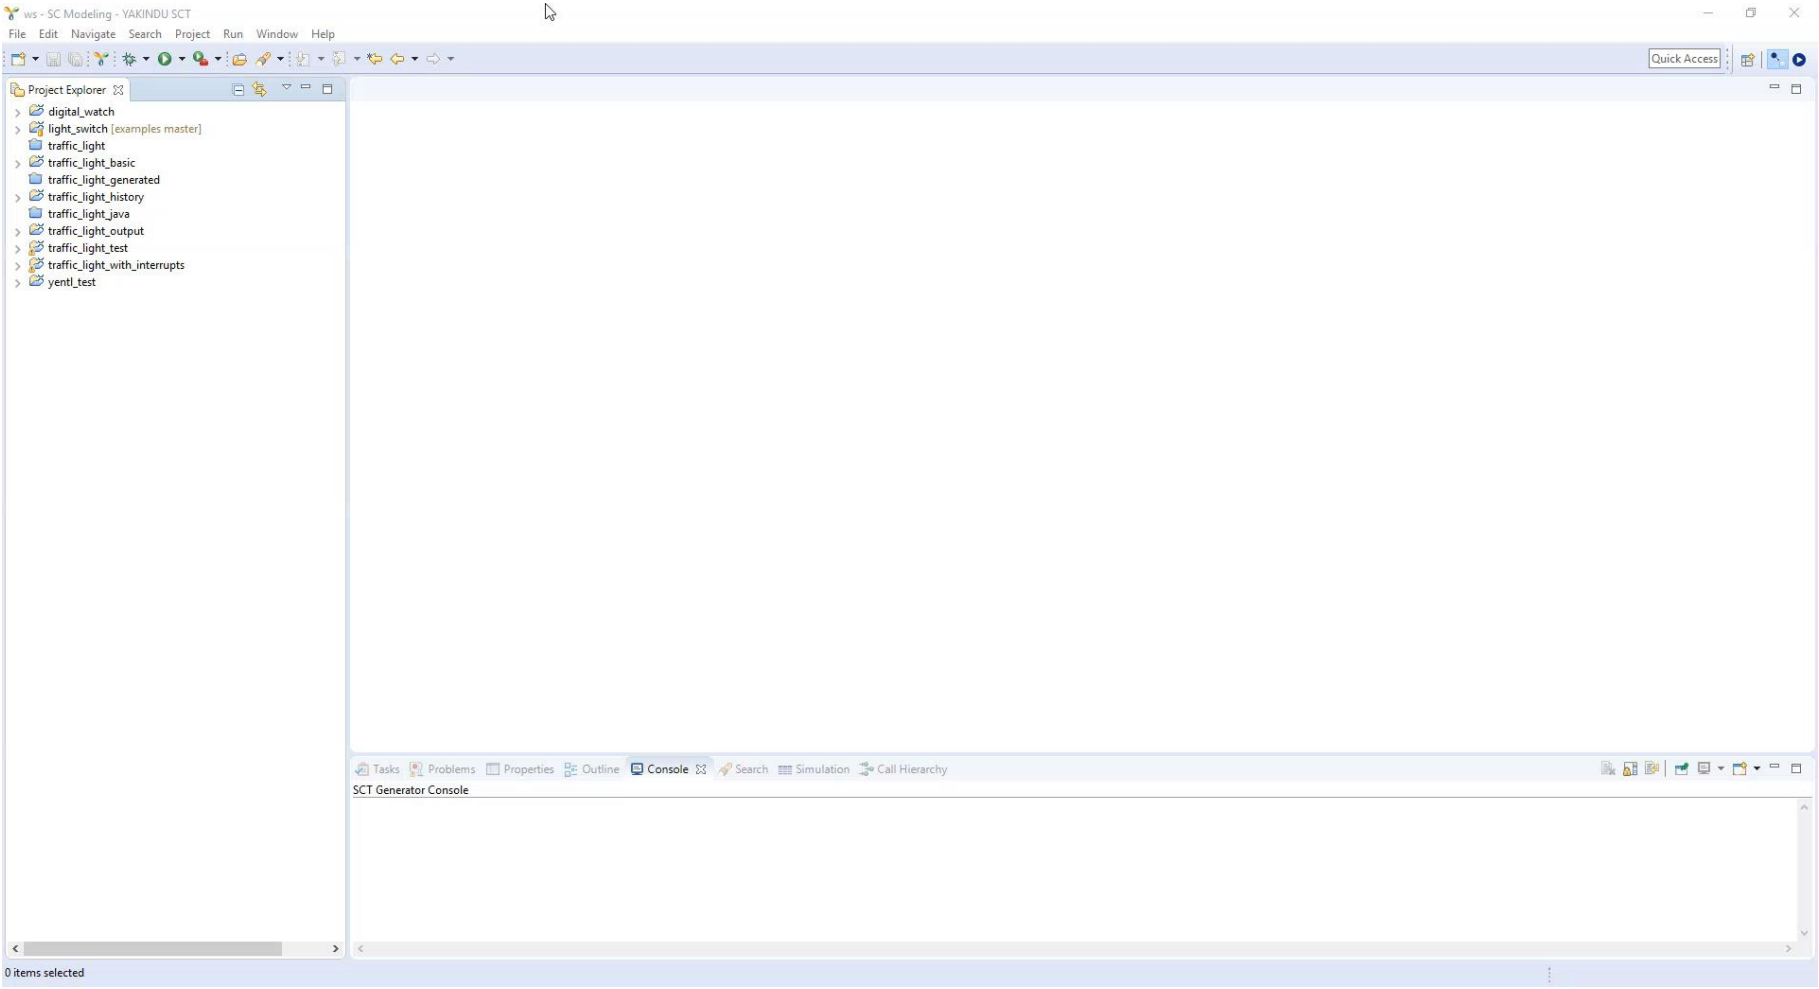 ws - SC Modeling - YAKINDU SCT
File Edit Navigate Search Project Run Window Help
Quick Access
Project Explorer
digital_watch
light_switch [examples master]
traffic_light
traffic_light_basic
traffic_light_generated
traffic_light_history
traffic_light_java
traffic_light_output
traffic_light_test
traffic_light_with_interrupts
yentl_test
Tasks Problems Properties Outline Console Search Simulation Call Hierarchy
SCT Generator Console
0 items selected